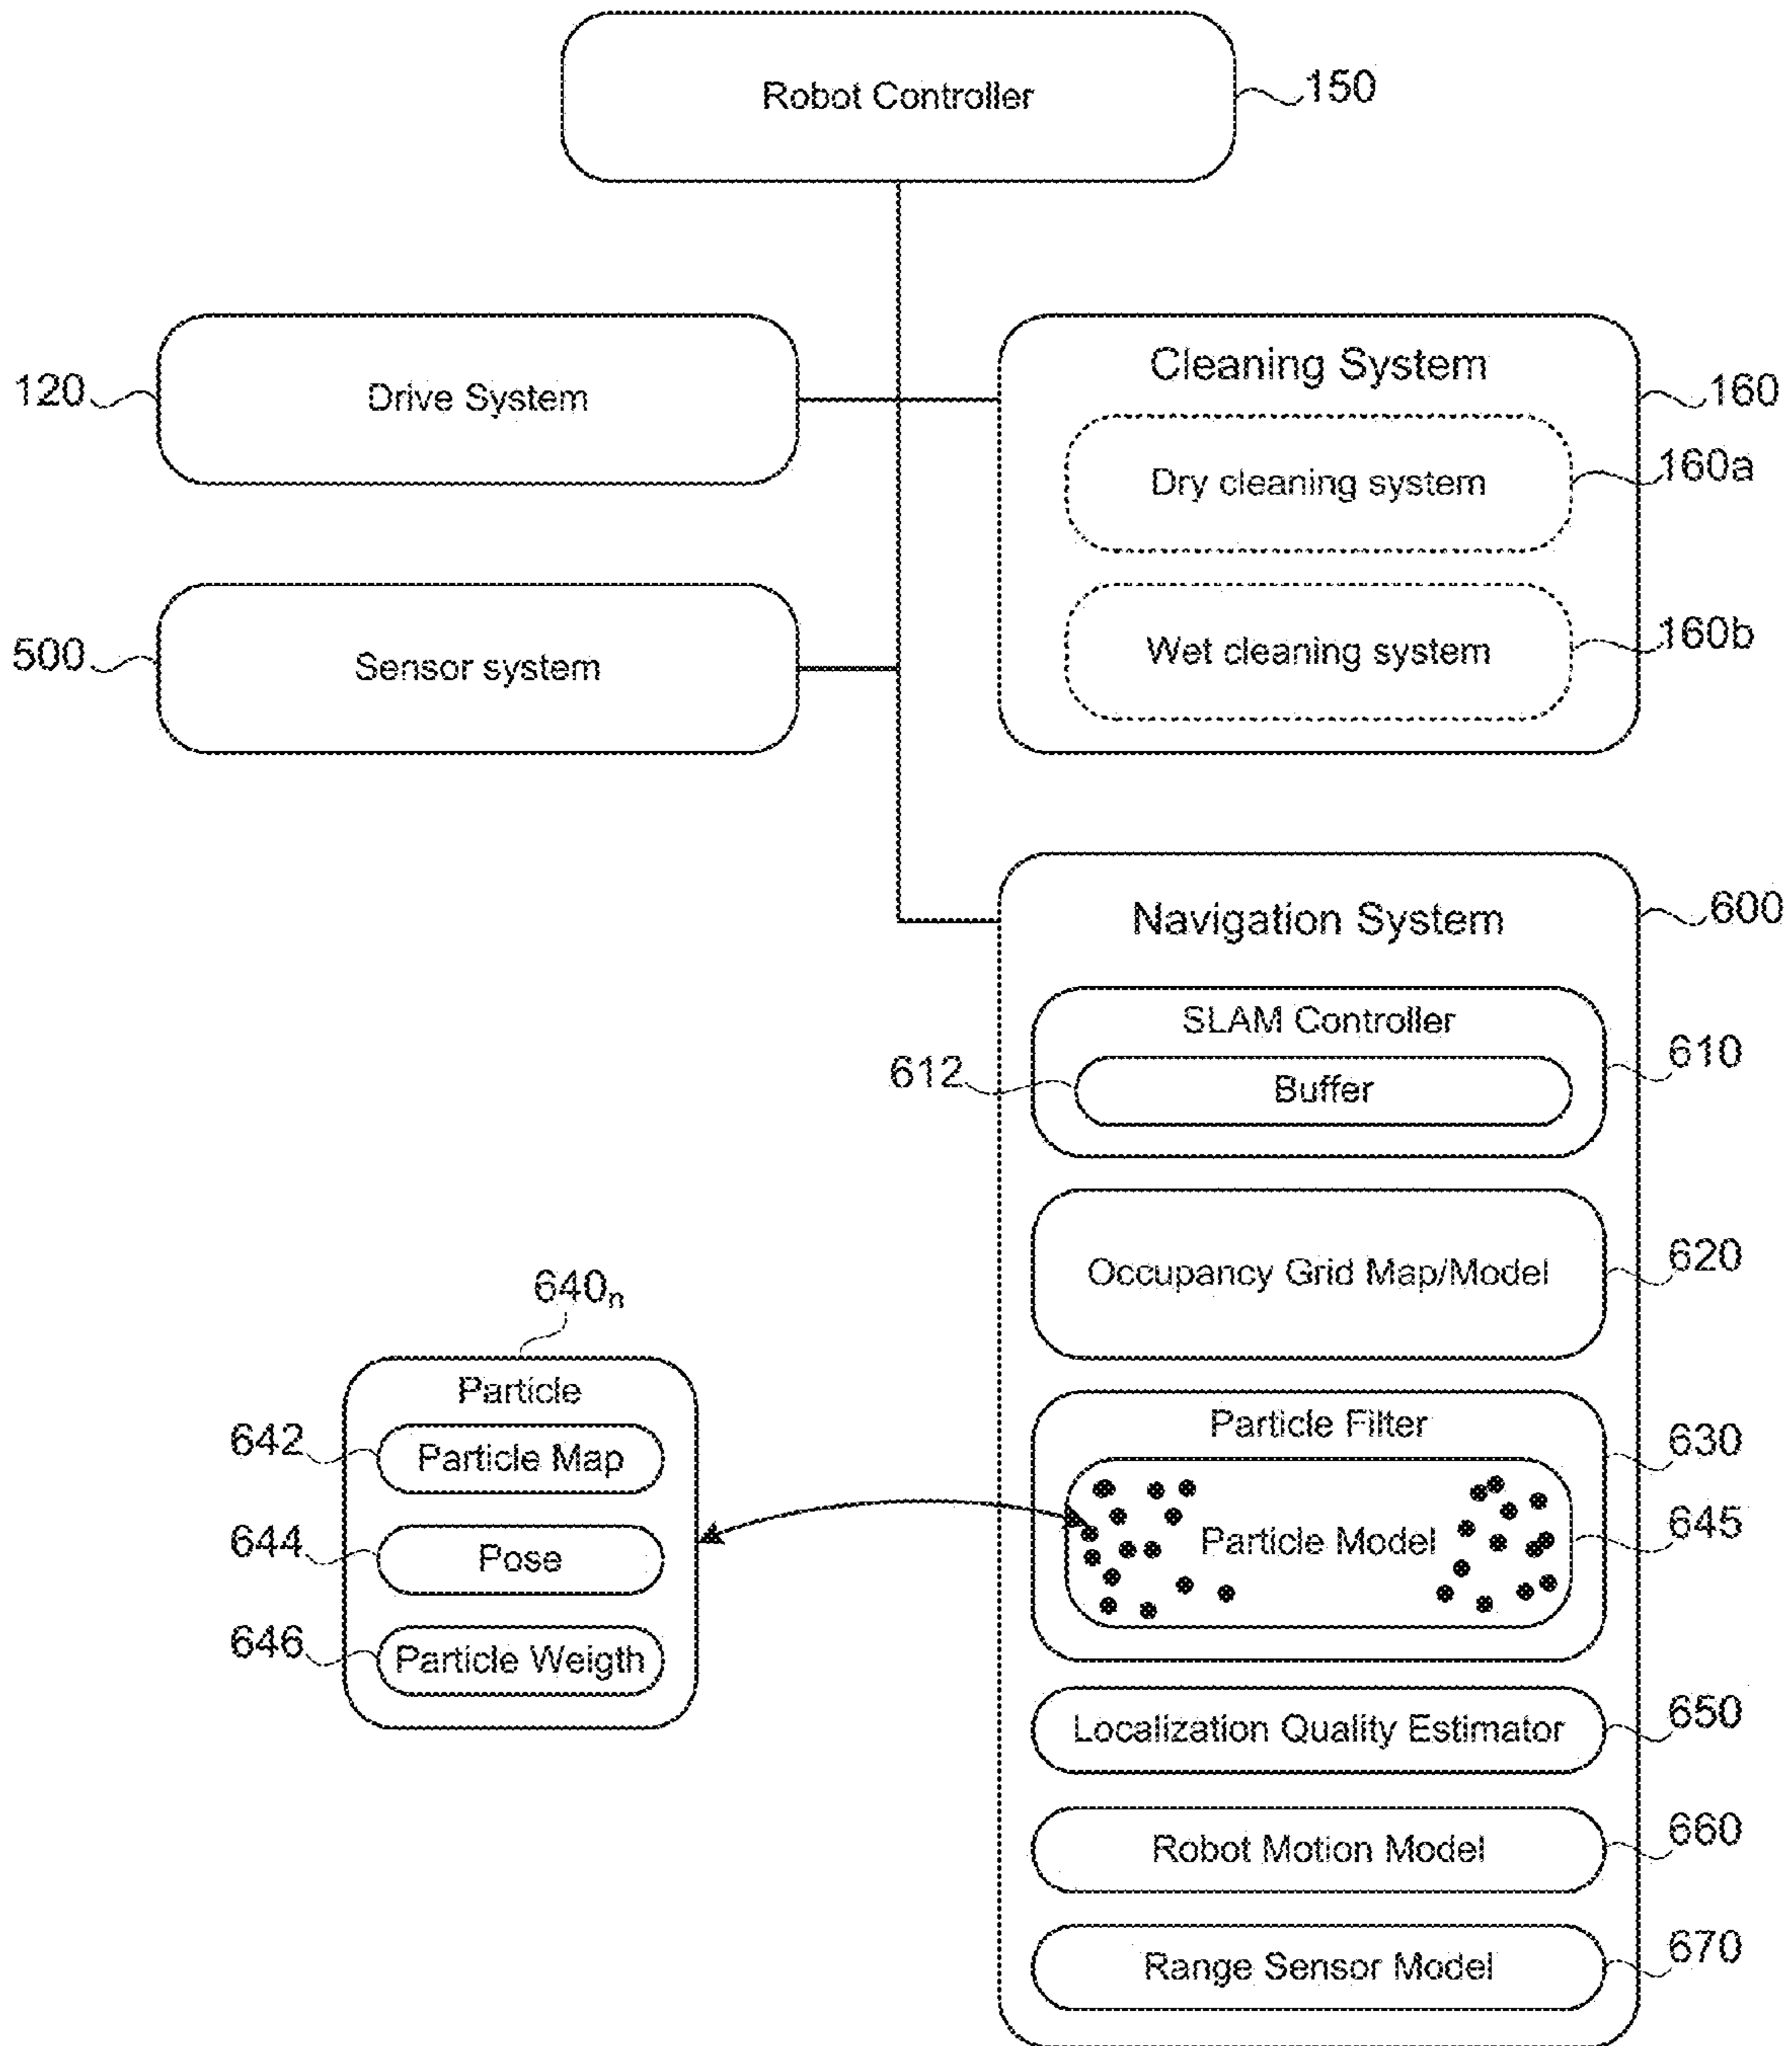 Robot Controller
150
Drive System
120
Cleaning System
160
Dry cleaning system
160a
Wet cleaning system
160b
Sensor system
500
Navigation System
600
SLAM Controller
610
612
Buffer
Occupancy Grid Map/Model
620
640n
Particle
642
Particle Map
644
Pose
646
Particle Weigth
Particle Filter
630
Particle Model
645
Localization Quality Estimator
650
Robot Motion Model
660
Range Sensor Model
670